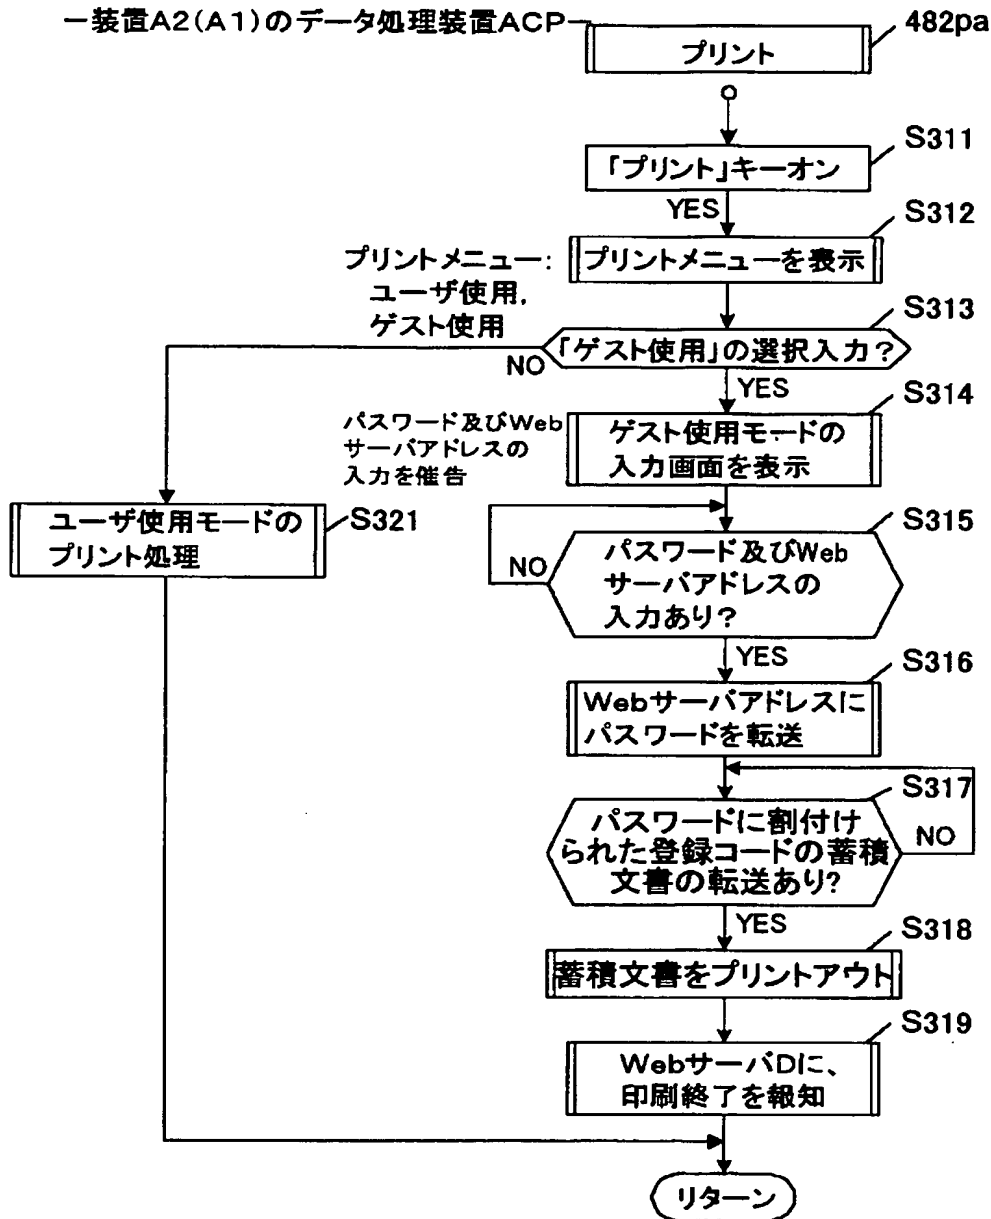 ー装置A2(A1)のデータ処理装置ACPー
482pa
プリント
S311
「プリント」キーオン
YES
S312
プリントメニューを表示
プリントメニュー：
ユーザ使用,
ゲスト使用
S313
「ゲスト使用」の選択入力？
NO
YES
S314
ゲスト使用モードの
入力画面を表示
パスワード及びWeb
サーバアドレスの
入力を催告
S321
ユーザ使用モードの
プリント処理
S315
パスワード及びWeb
サーバアドレスの
入力あり？
NO
YES
S316
Webサーバアドレスに
パスワードを転送
S317
パスワードに割付け
られた登録コードの蓄積
文書の転送あり?
NO
YES
S318
蓄積文書をプリントアウト
S319
WebサーバDに、
印刷終了を報知
リターン